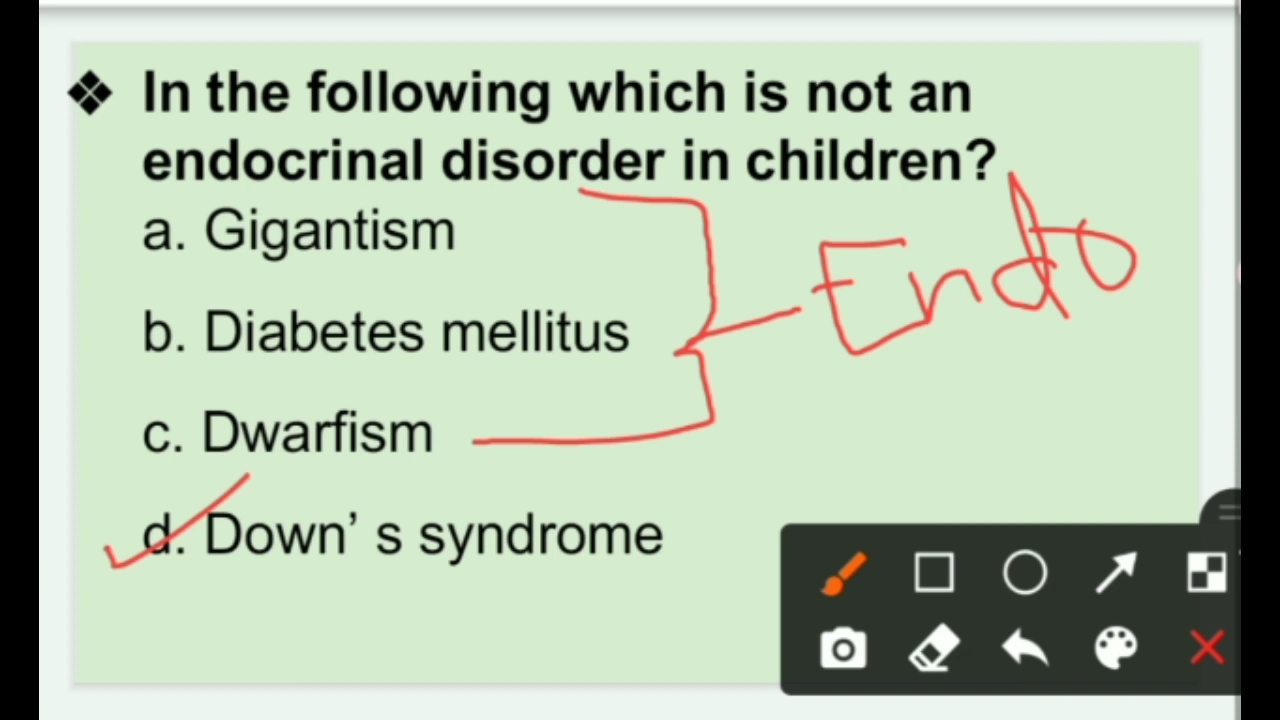 ❖ In the following which is not an
endocrinal disorder in children?
a. Gigantism
b. Diabetes mellitus
c. Dwarfism
d. Down’ s syndrome
Endo